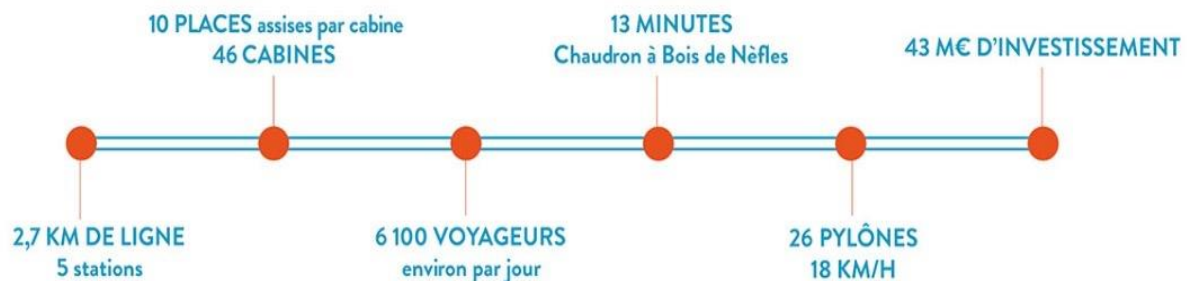 10 PLACES assises par cabine
46 CABINES
13 MINUTES
Chaudron à Bois de Nèfles
43 M€ D'INVESTISSEMENT
2,7 KM DE LIGNE
5 stations
6 100 VOYAGEURS
environ par jour
26 PYLÔNES
18 KM/H